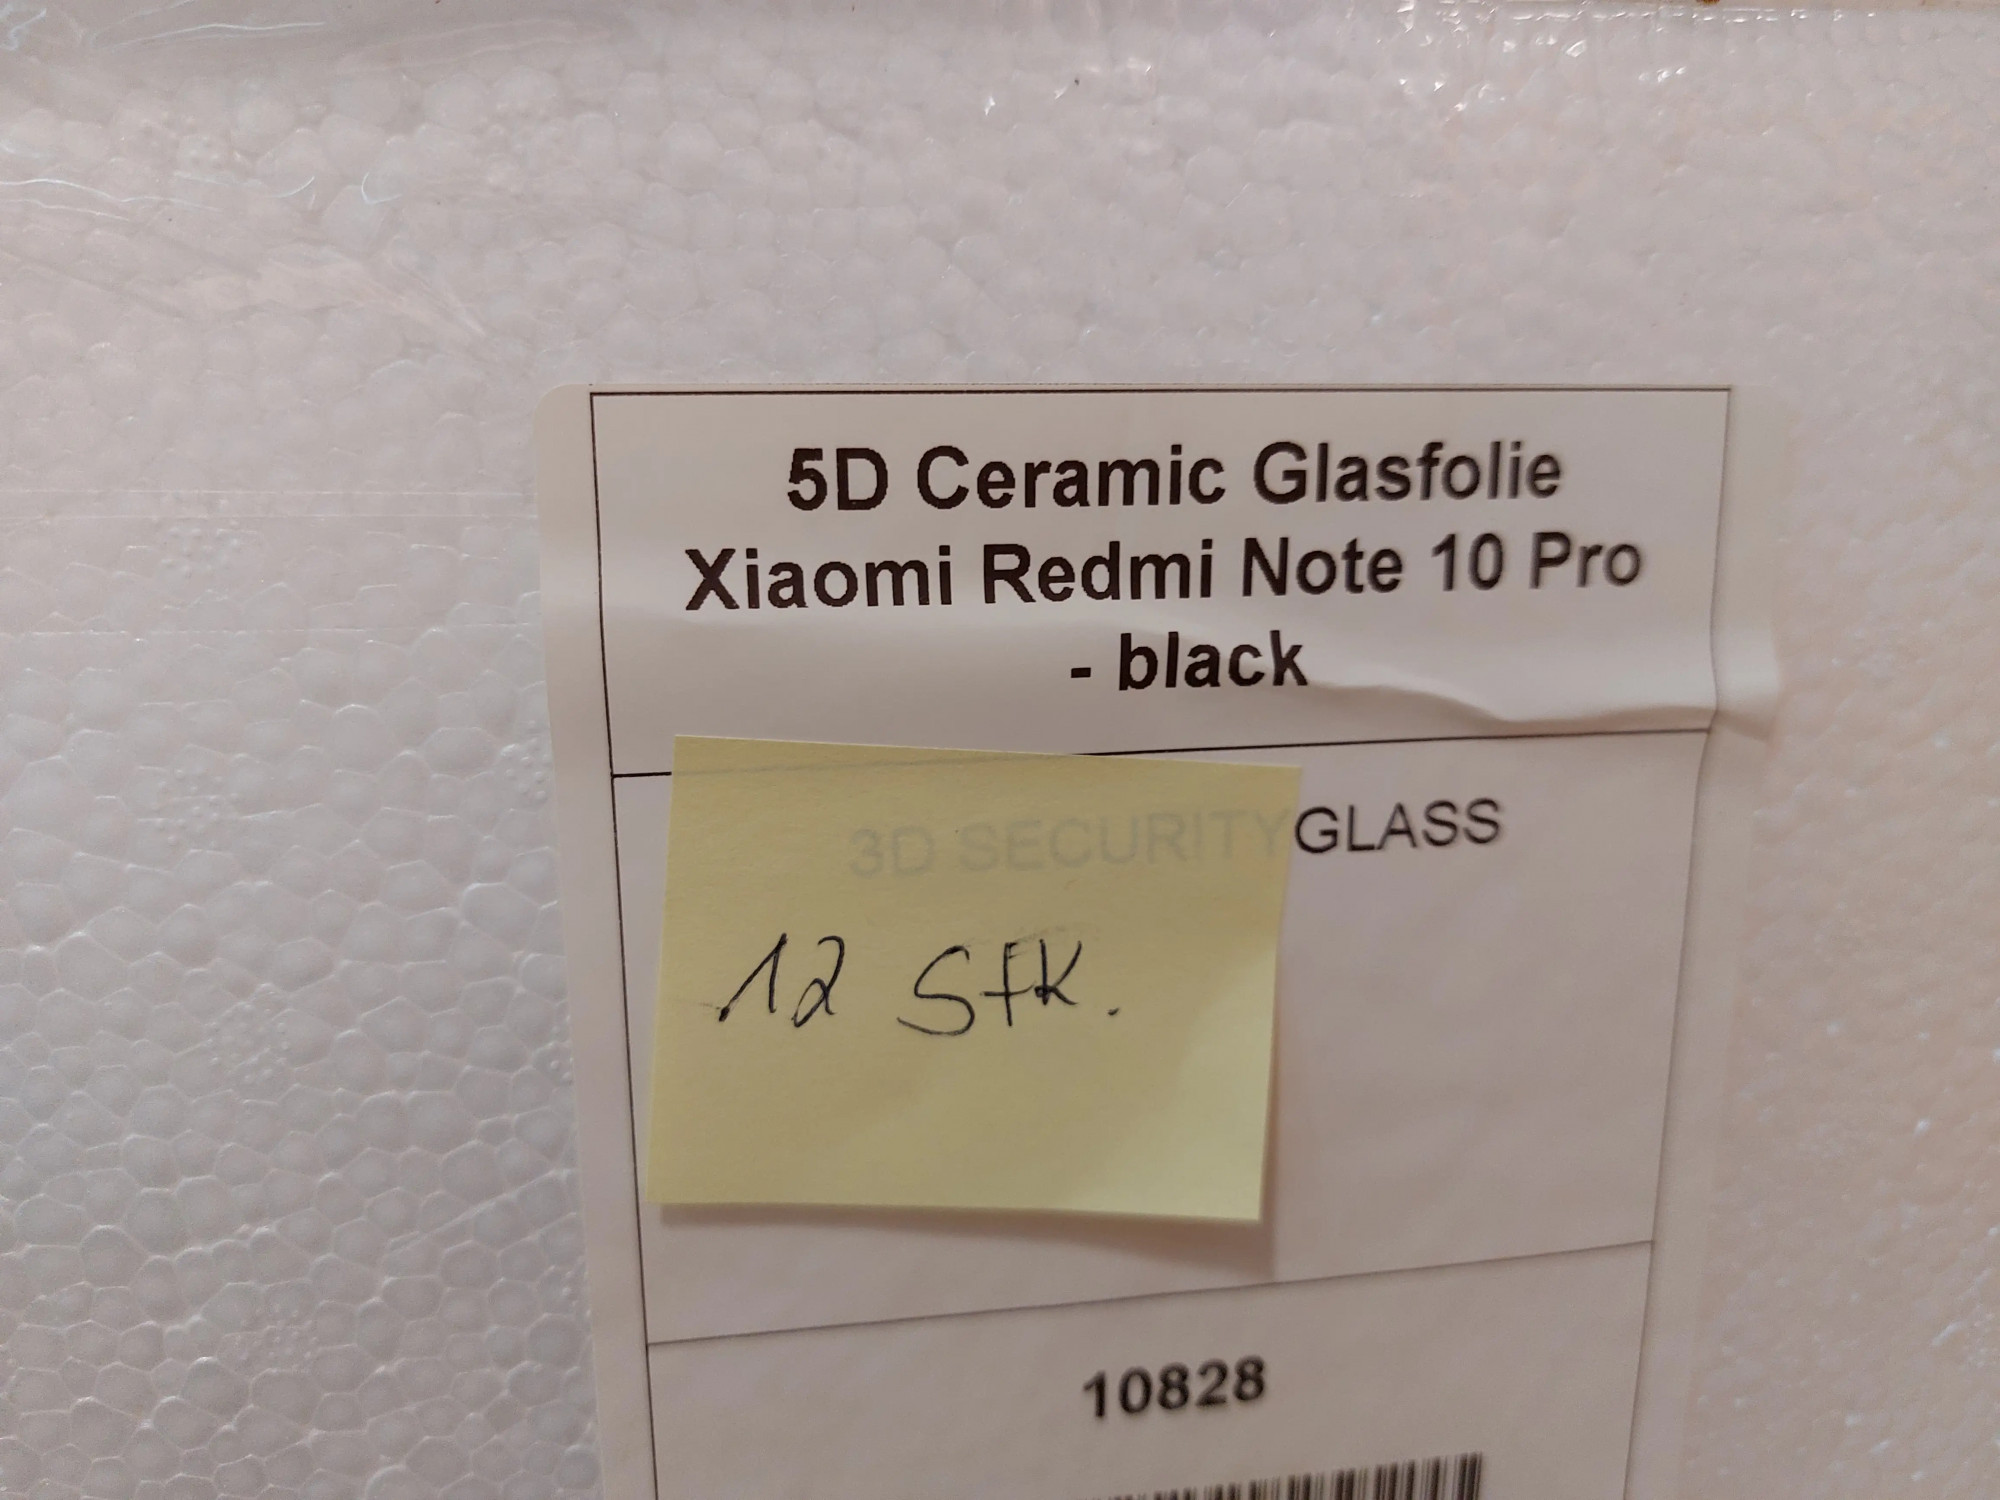 5D Ceramic Glasfolie
Xiaomi Redmi Note 10 Pro
- black
3D SECURITY GLASS
12 Stk.
10828